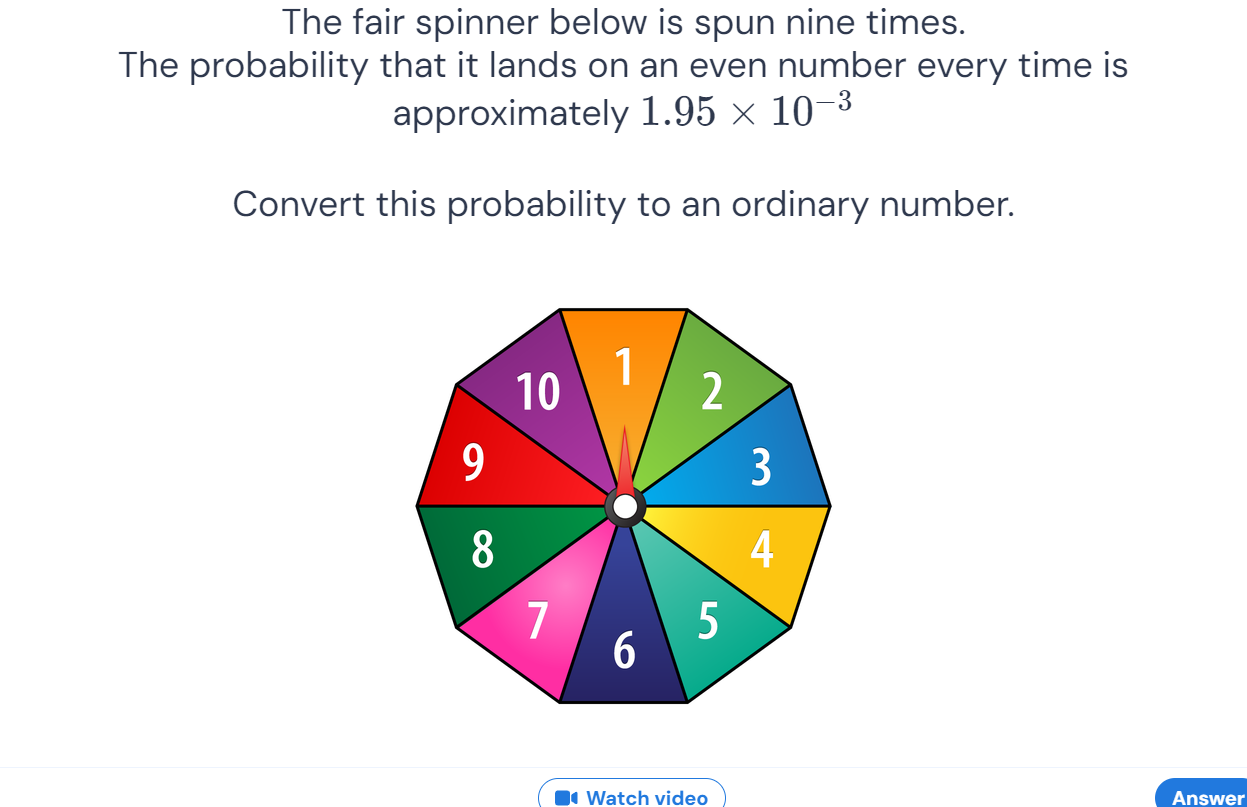 The fair spinner below is spun nine times.
The probability that it lands on an even number every time is
approximately 1.95 × 10⁻³
Convert this probability to an ordinary number.
1
10
2
9
3
8
4
7
5
6
Watch video
Answer